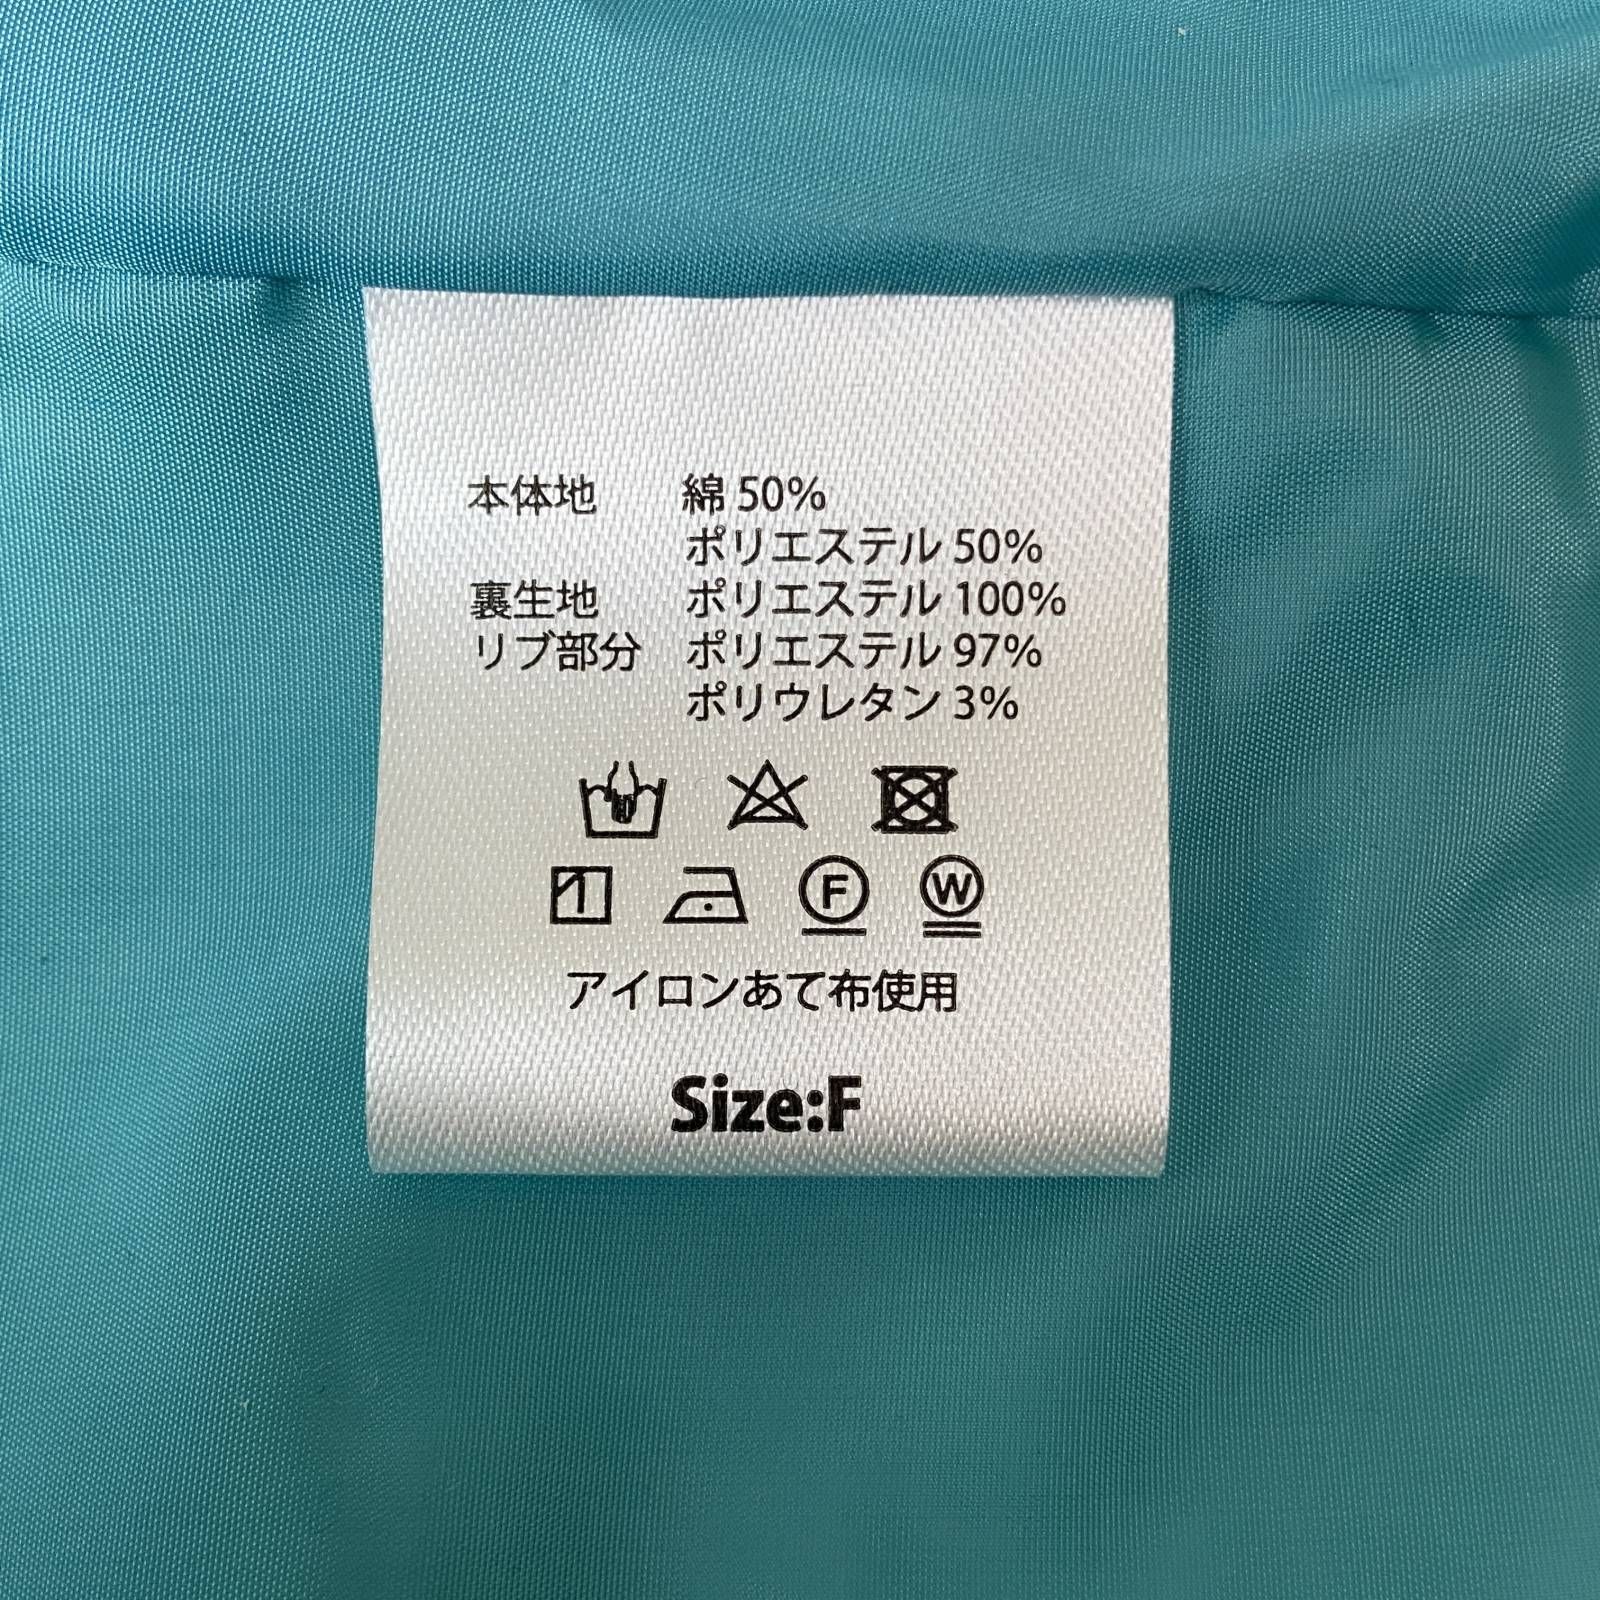 本体地 綿 50%
ポリエステル 50%
裏生地 ポリエステル 100%
リブ部分 ポリエステル 97%
ポリウレタン 3%
F W
アイロンあて布使用
Size:F